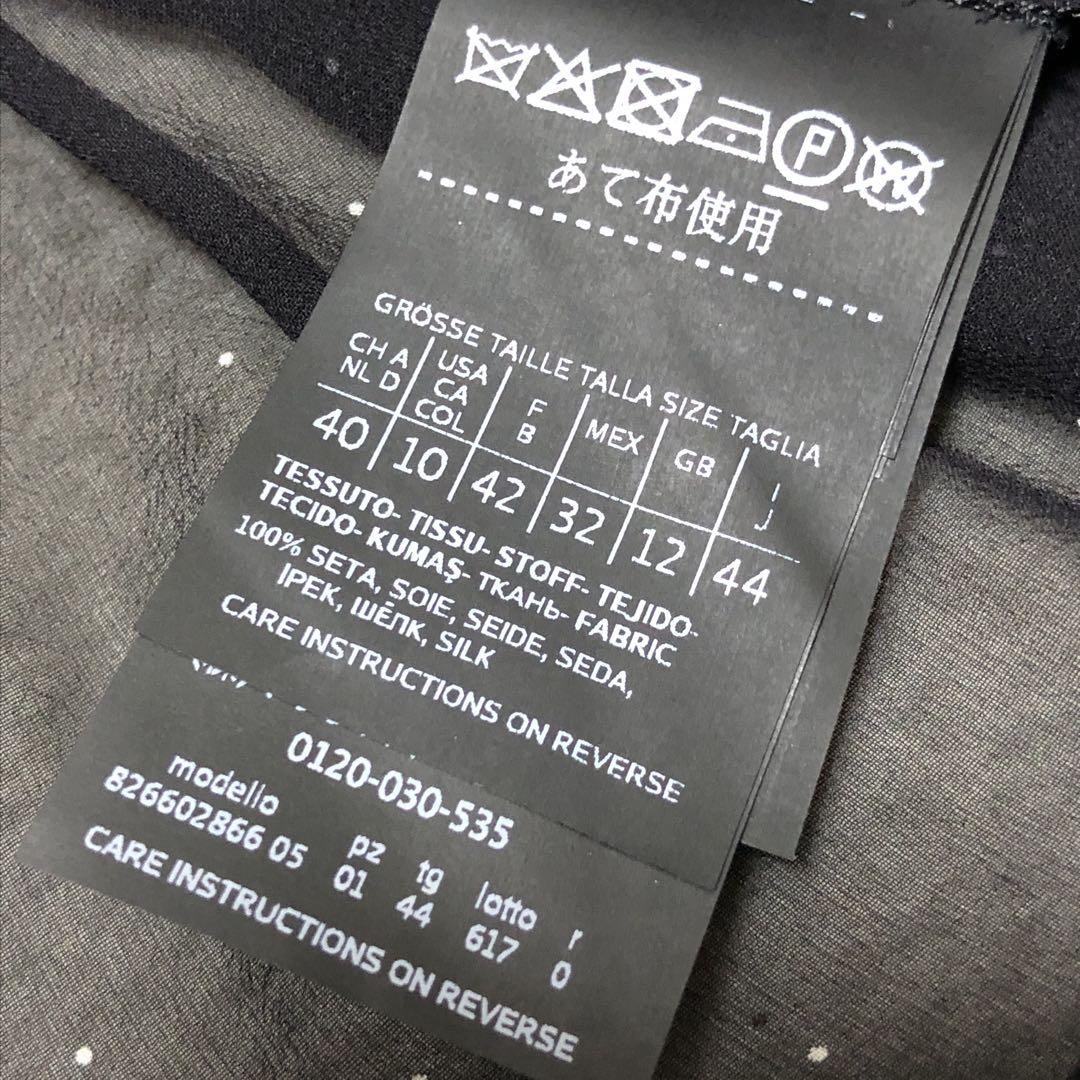 P
W
あて布使用
GRÖSSE TAILLE TALLA SIZE TAGLIA
CH A NL D USA CA COL F B MEX GB I J
40 10 42 32 12 44
TESSUTO- TISSU- STOFF- TEJIDO-
TECIDO- KUMAŞ- ТКАНЬ- FABRIC
100% SETA, SOIE, SEIDE, SEDA,
IPEK, ШЁЛК, SILK
CARE INSTRUCTIONS ON REVERSE
0120-030-535
modello pz tg lotto r
B26602866 05 01 44 617 0
CARE INSTRUCTIONS ON REVERSE